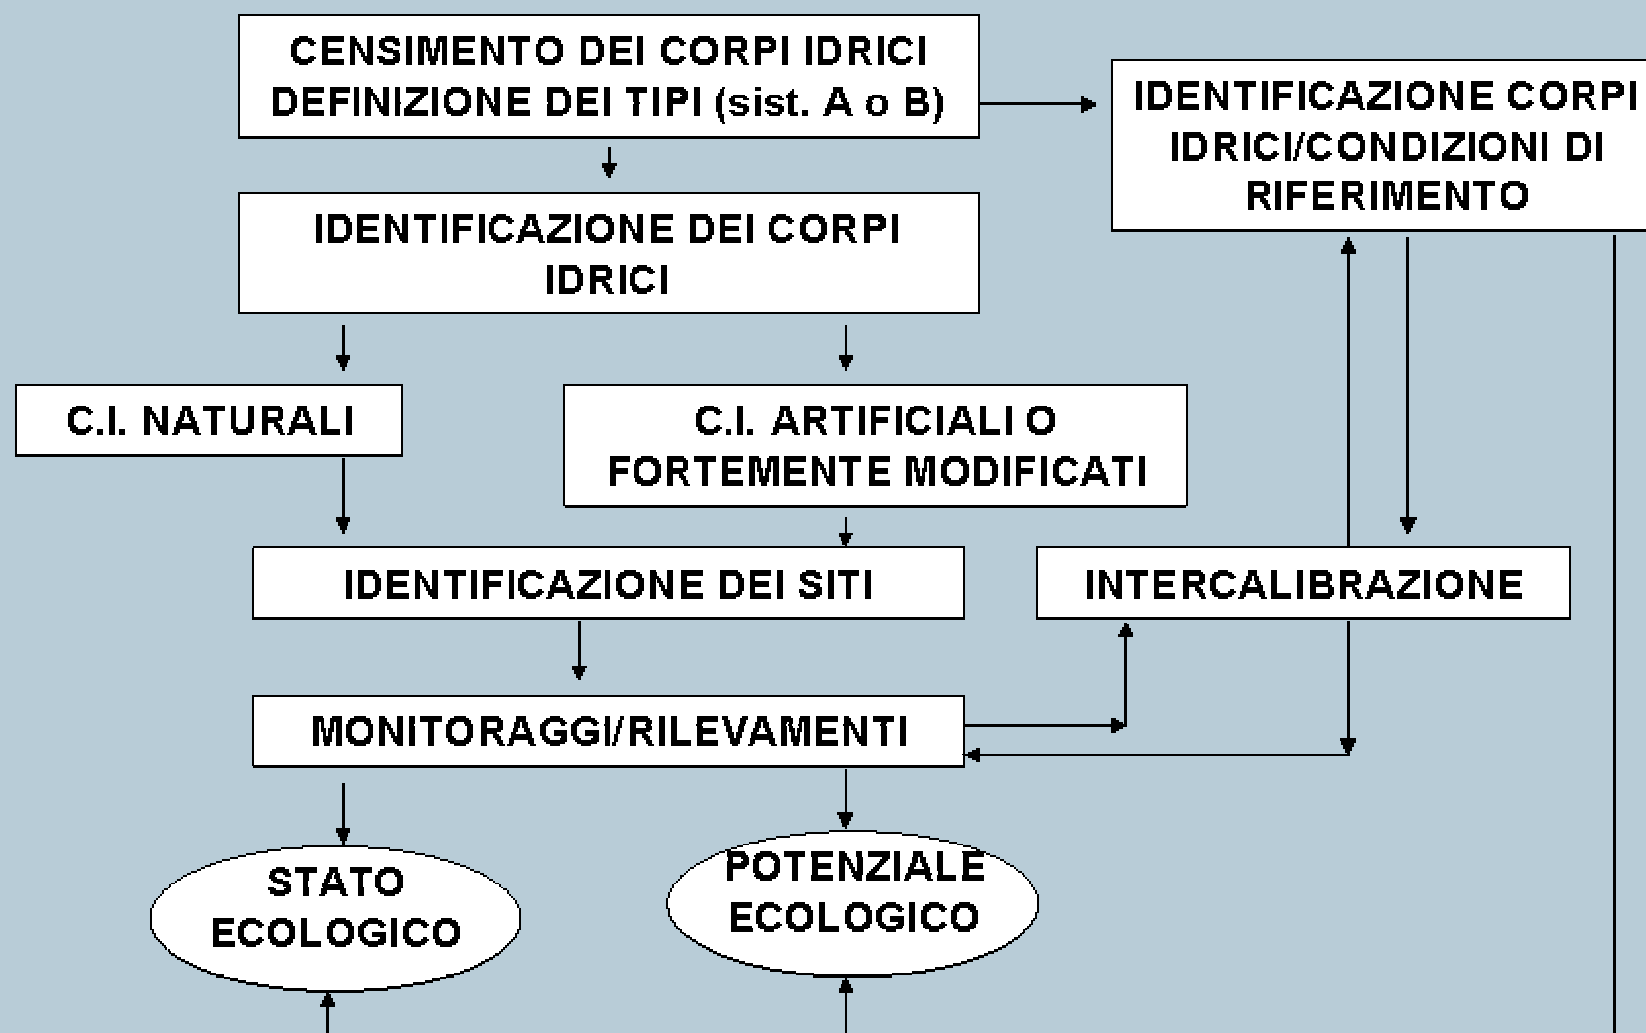 CENSIMENTO DEI CORPI IDRICI
DEFINIZIONE DEI TIPI (sist. A o B)
IDENTIFICAZIONE CORPI
IDRICI/CONDIZIONI DI
RIFERIMENTO
IDENTIFICAZIONE DEI CORPI
IDRICI
C.I. NATURALI
C.I. ARTIFICIALI O
FORTEMENTE MODIFICATI
IDENTIFICAZIONE DEI SITI
INTERCALIBRAZIONE
MONITORAGGI/RILEVAMENTI
STATO
ECOLOGICO
POTENZIALE
ECOLOGICO